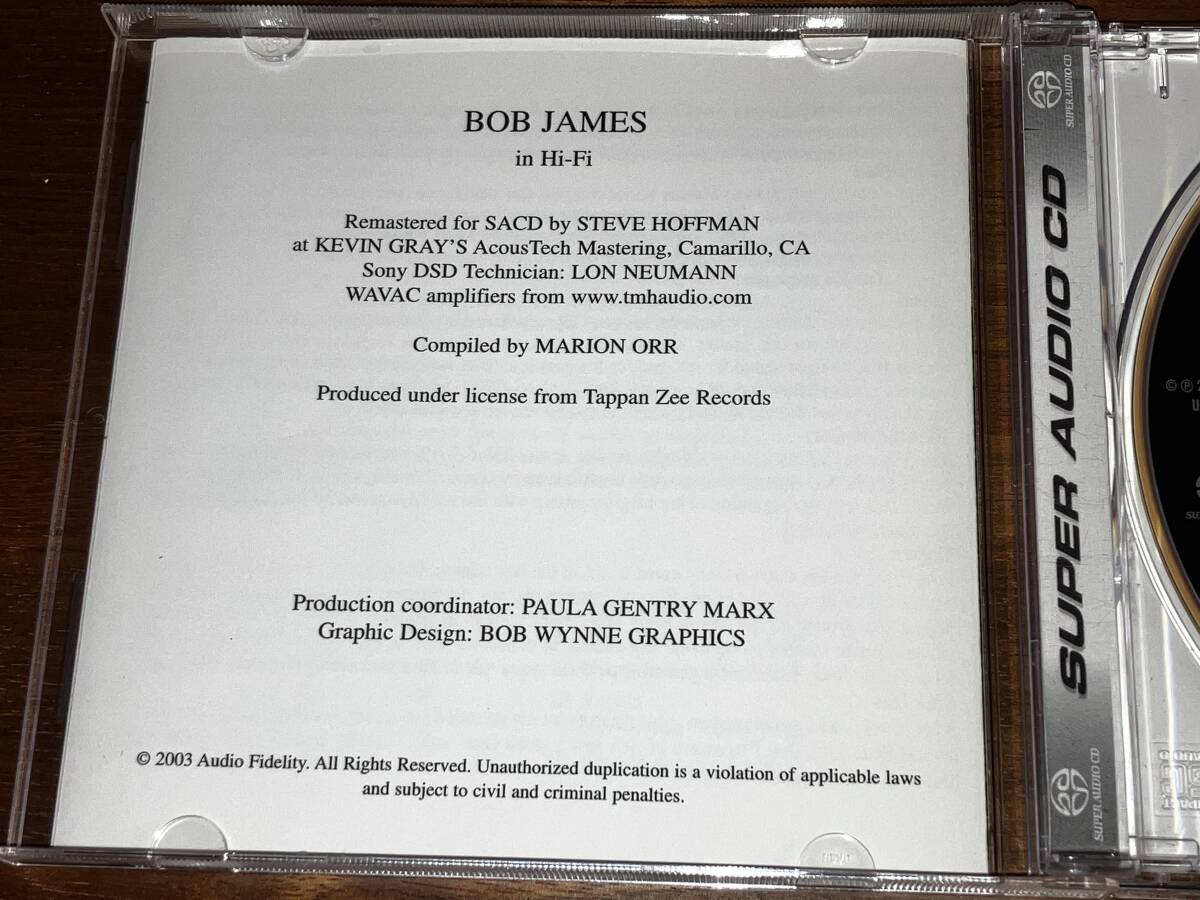 BOB JAMES
in Hi-Fi
Remastered for SACD by STEVE HOFFMAN
at KEVIN GRAY'S AcousTech Mastering, Camarillo, CA
Sony DSD Technician: LON NEUMANN
WAVAC amplifiers from www.tmhaudio.com
Compiled by MARION ORR
Produced under license from Tappan Zee Records
Production coordinator: PAULA GENTRY MARX
Graphic Design: BOB WYNNE GRAPHICS
© 2003 Audio Fidelity. All Rights Reserved. Unauthorized duplication is a violation of applicable laws
and subject to civil and criminal penalties.
SUPER AUDIO CD
SUPER AUDIO CD
SUPER AUDIO CD
© ℗